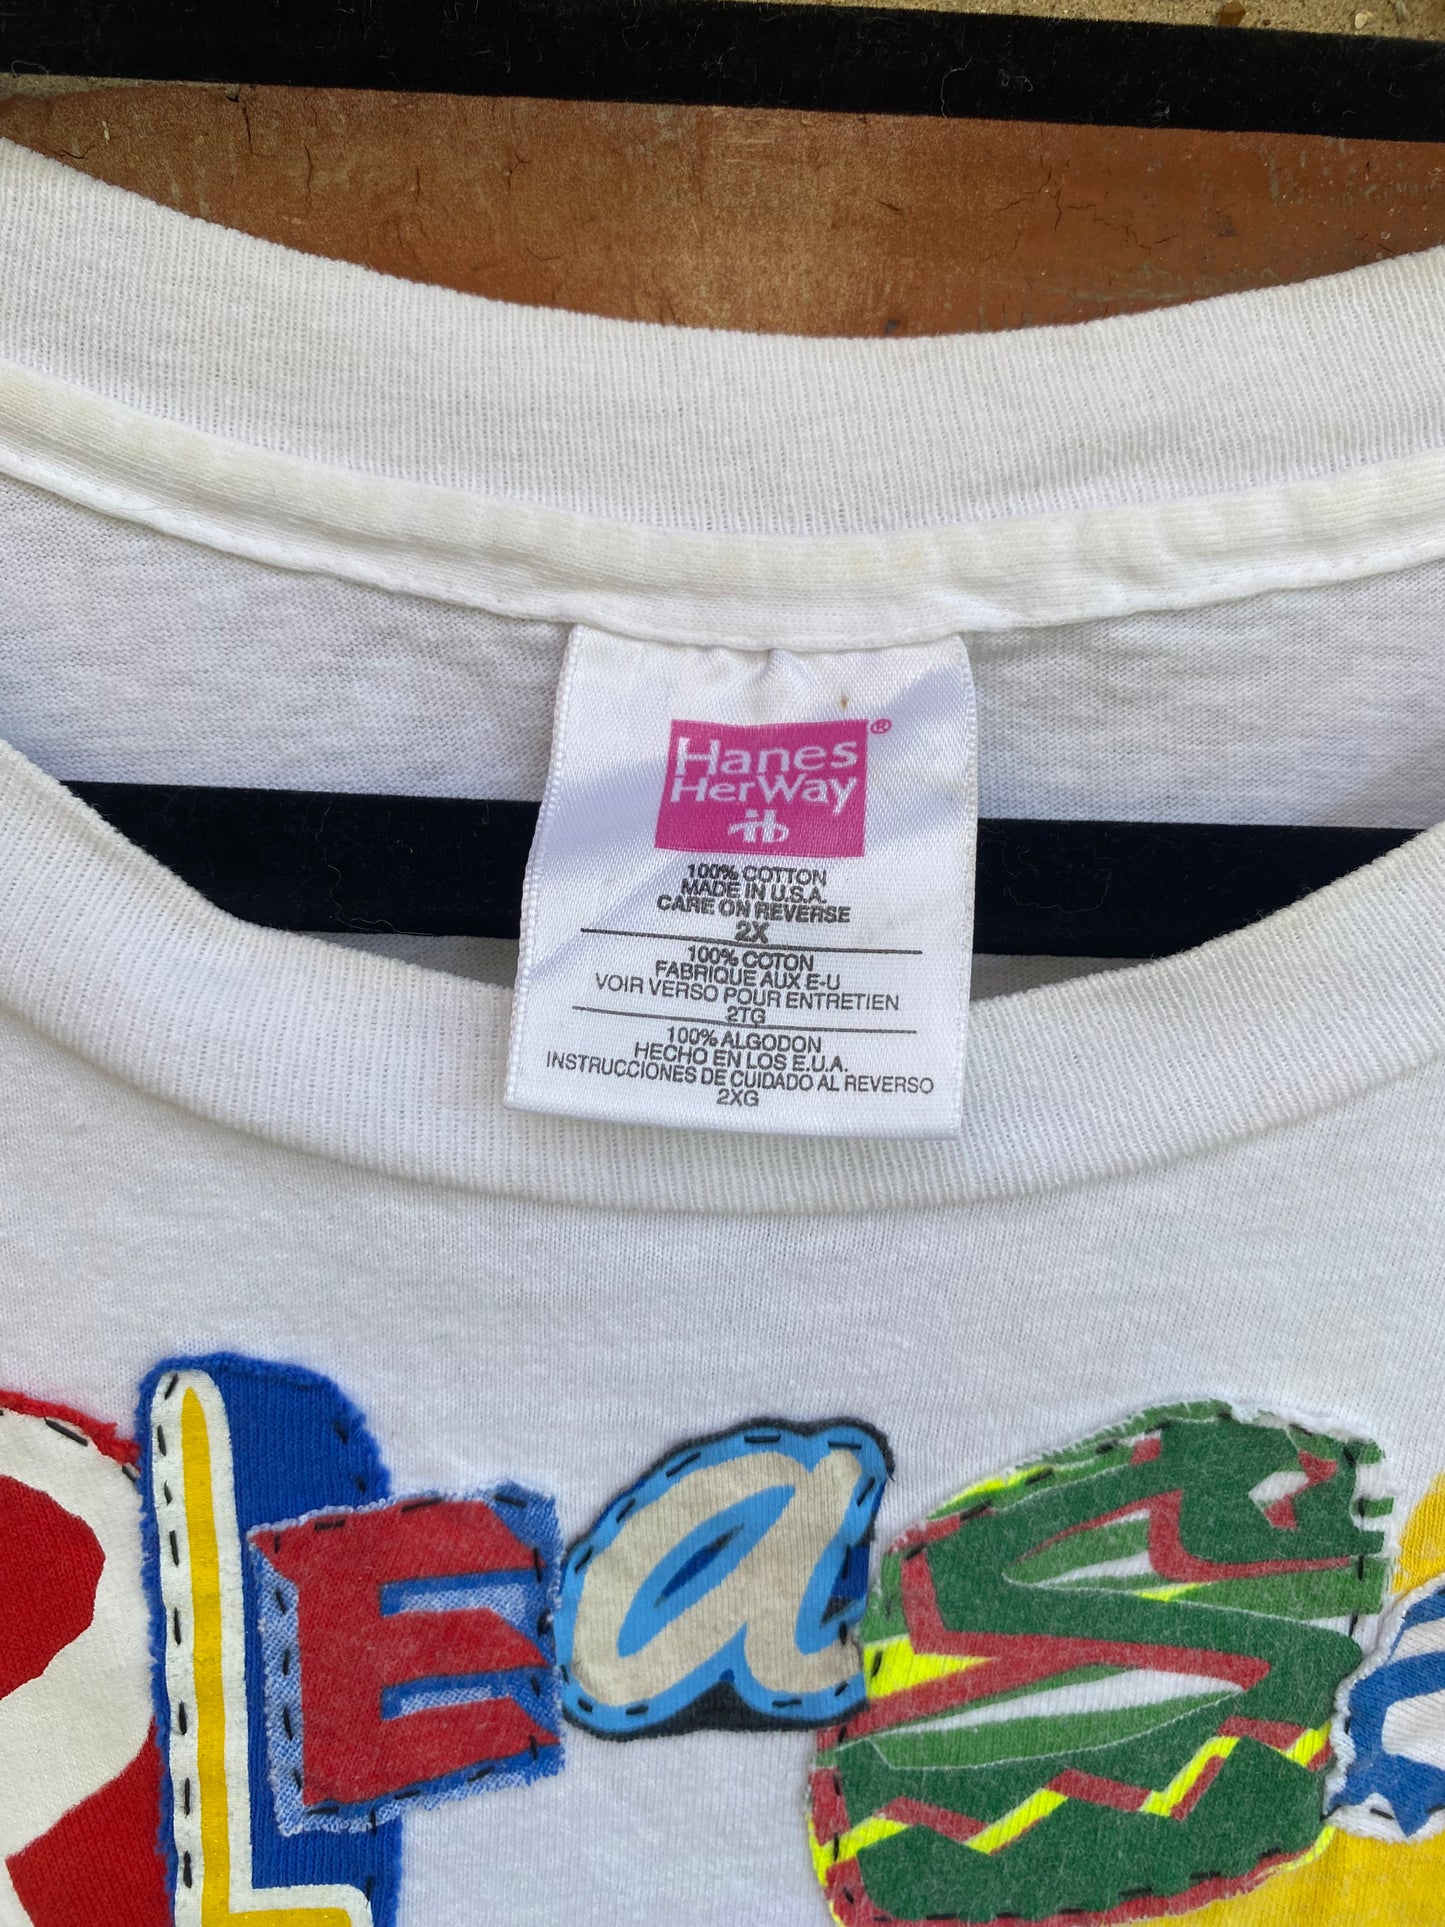 Hanes ®
HerWay
100% COTTON
MADE IN U.S.A.
CARE ON REVERSE
2X
100% COTON
FABRIQUE AUX E-U
VOIR VERSO POUR ENTRETIEN
2TG
100% ALGODON
HECHO EN LOS E.U.A.
INSTRUCCIONES DE CUIDADO AL REVERSO
2XG
LeaS